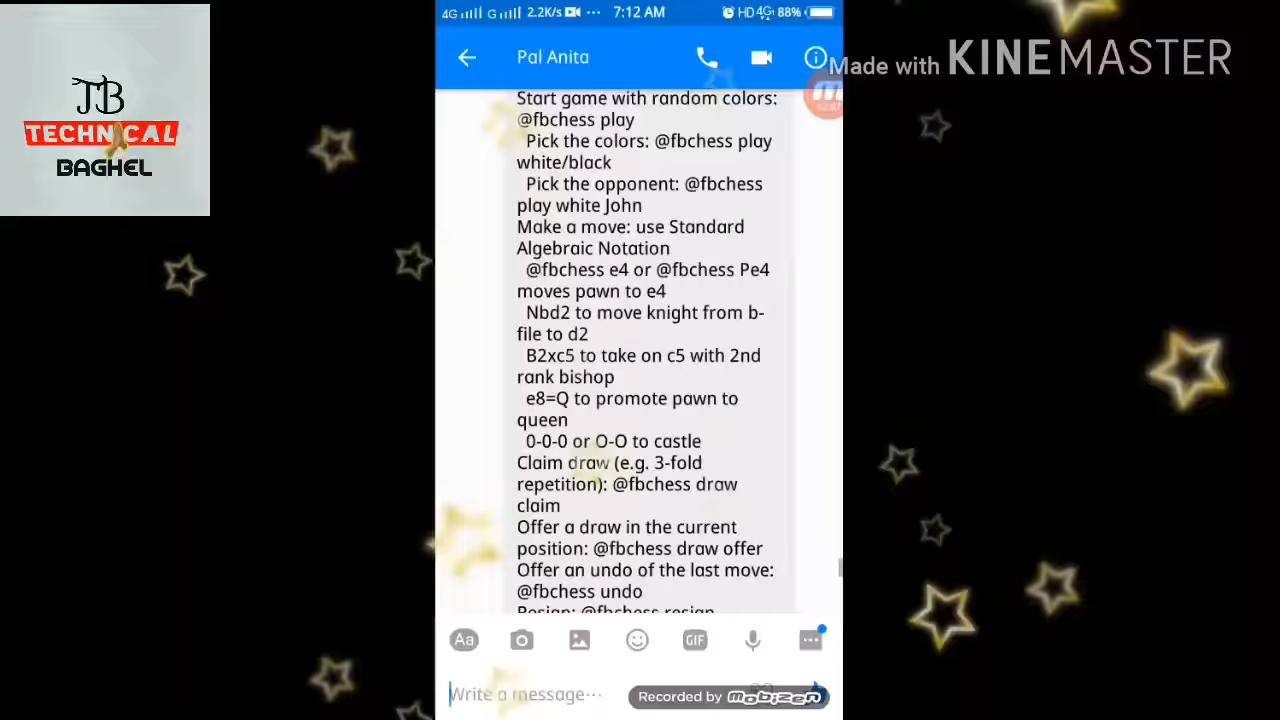 4G G 2.2K/s 7:12 AM HD 4G 88%
Pal Anita
Made with KINEMASTER
JB
TECHNICAL
BAGHEL
Start game with random colors:
@fbchess play
Pick the colors: @fbchess play
white/black
Pick the opponent: @fbchess
play white John
Make a move: use Standard
Algebraic Notation
@fbchess e4 or @fbchess Pe4
moves pawn to e4
Nbd2 to move knight from b-
file to d2
B2xc5 to take on c5 with 2nd
rank bishop
e8=Q to promote pawn to
queen
0-0-0 or O-O to castle
Claim draw (e.g. 3-fold
repetition): @fbchess draw
claim
Offer a draw in the current
position: @fbchess draw offer
Offer an undo of the last move:
@fbchess undo
Resign: @fbchess resign
Aa GIF
Write a message...
Recorded by mobizen